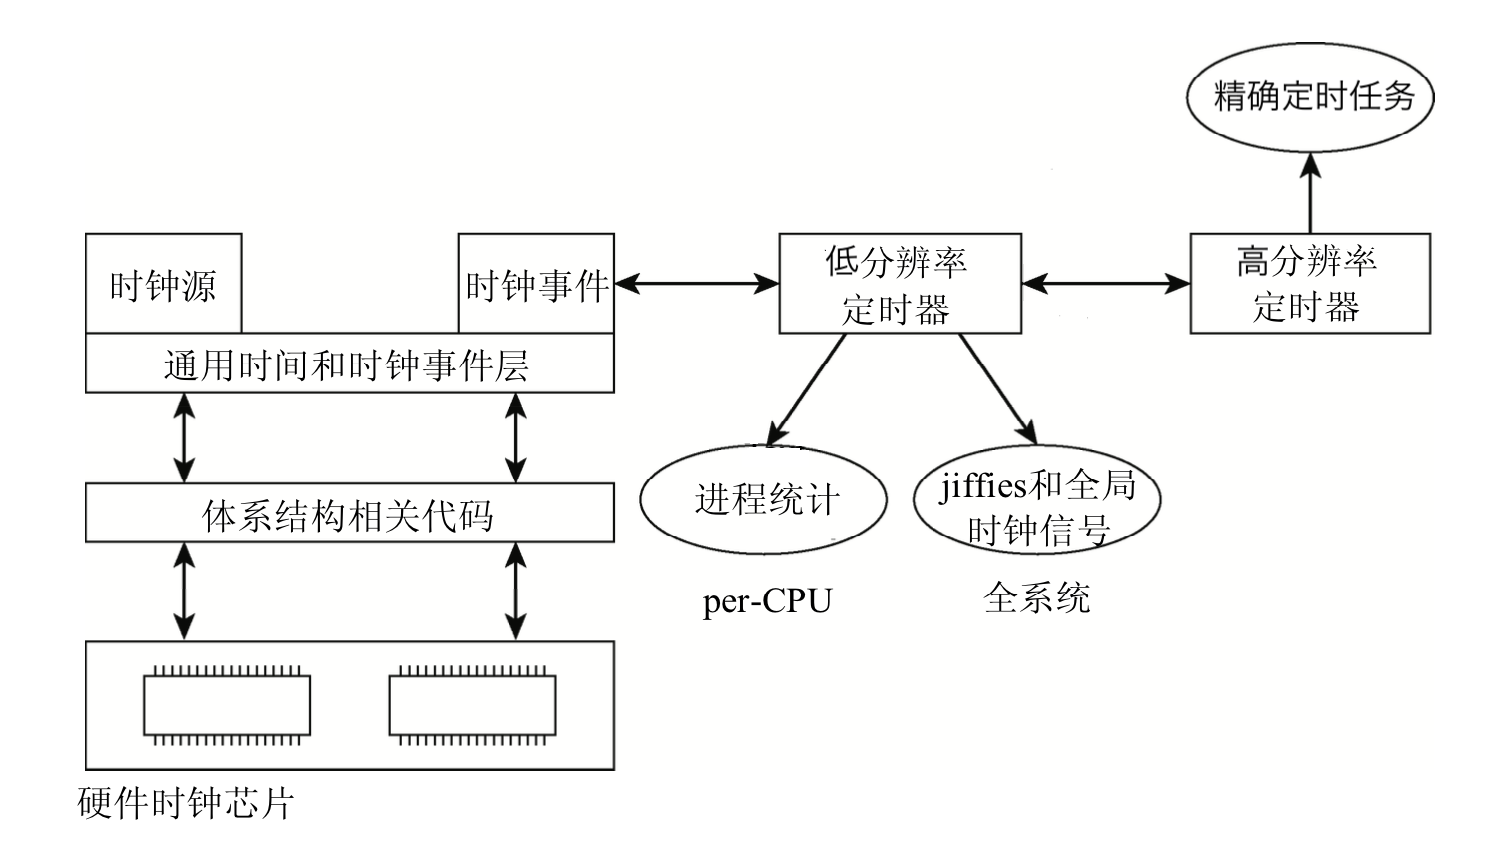 精确定时任务
时钟源
时钟事件
低分辨率
定时器
高分辨率
定时器
通用时间和时钟事件层
体系结构相关代码
进程统计
jiffies和全局
时钟信号
per-CPU
全系统
硬件时钟芯片